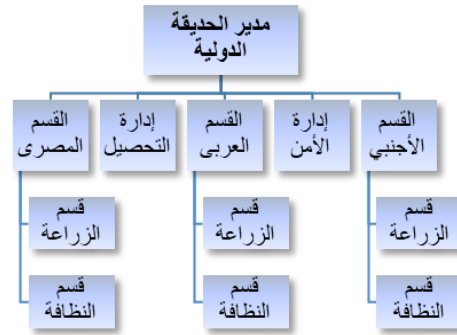 مدير الحديقة
الدولية
القسم
الأجنبي
إدارة
الأمن
القسم
العربى
إدارة
التحصيل
القسم
المصرى
قسم
الزراعة
قسم
الزراعة
قسم
الزراعة
قسم
النظافة
قسم
النظافة
قسم
النظافة